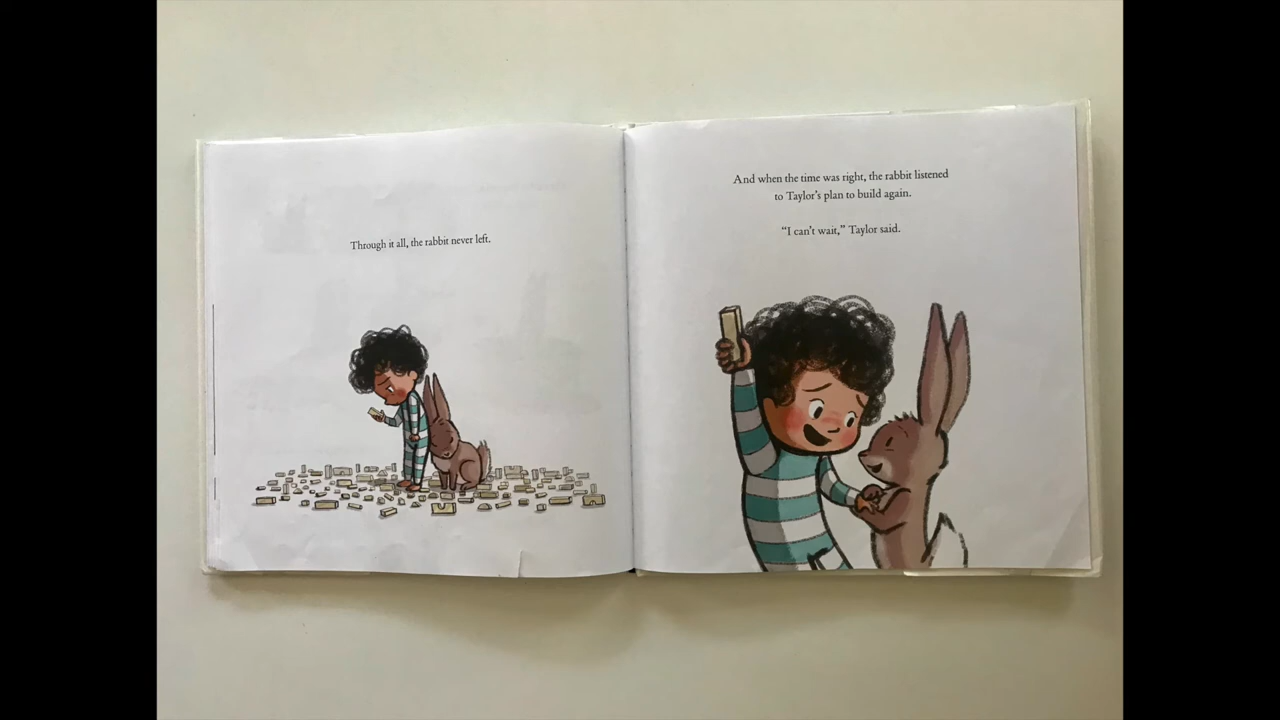 Through it all, the rabbit never left.
And when the time was right, the rabbit listened
to Taylor’s plan to build again.
“I can’t wait,” Taylor said.